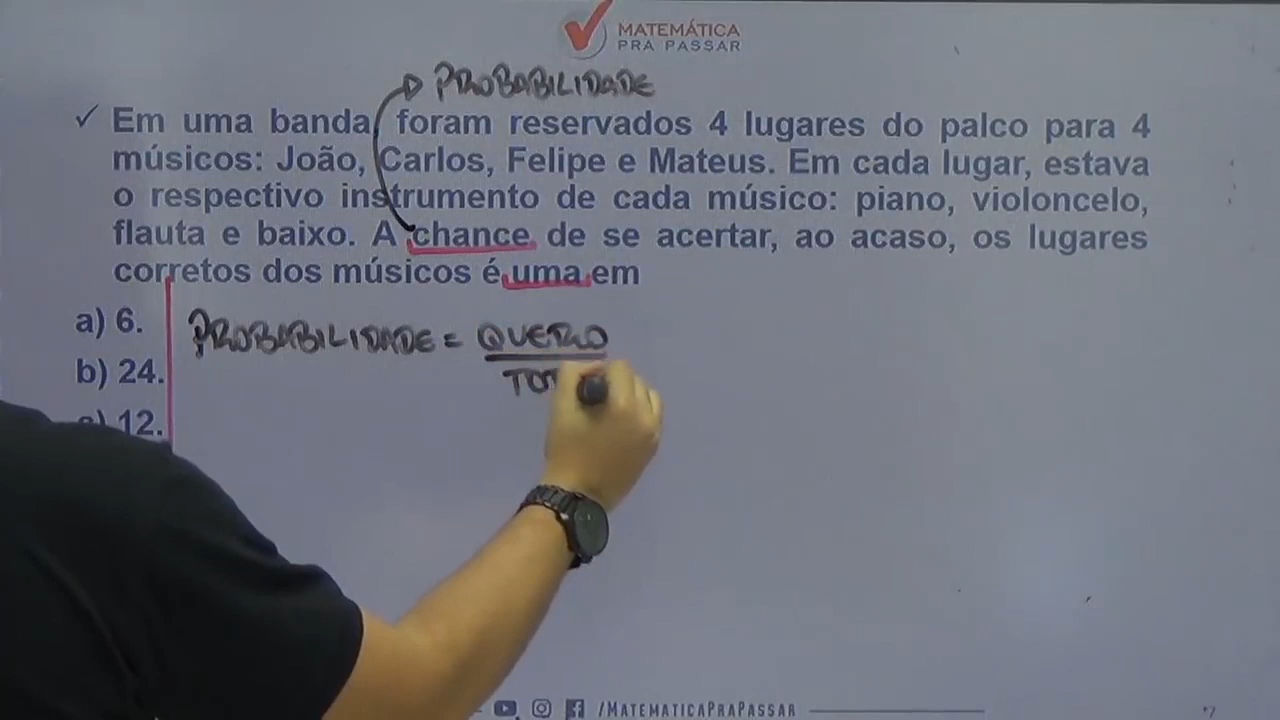 MATEMÁTICA
PRA PASSAR
PROBABILIDADE
✓ Em uma banda, foram reservados 4 lugares do palco para 4
músicos: João, Carlos, Felipe e Mateus. Em cada lugar, estava
o respectivo instrumento de cada músico: piano, violoncelo,
flauta e baixo. A chance de se acertar, ao acaso, os lugares
corretos dos músicos é uma em
a) 6.
PROBABILIDADE = QUERO
TOT
b) 24.
c) 12.
/MATEMATICAPRAPASSAR